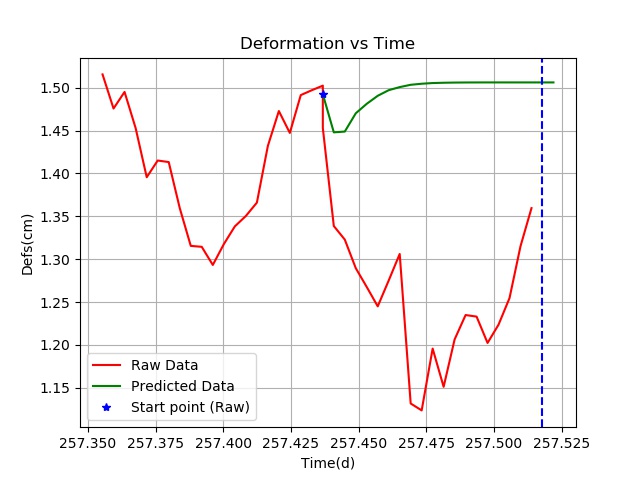 Deformation vs Time
Defs(cm)
1.50
1.45
1.40
1.35
1.30
1.25
1.20
1.15
Raw Data
Predicted Data
Start point (Raw)
257.350 257.375 257.400 257.425 257.450 257.475 257.500 257.525
Time(d)